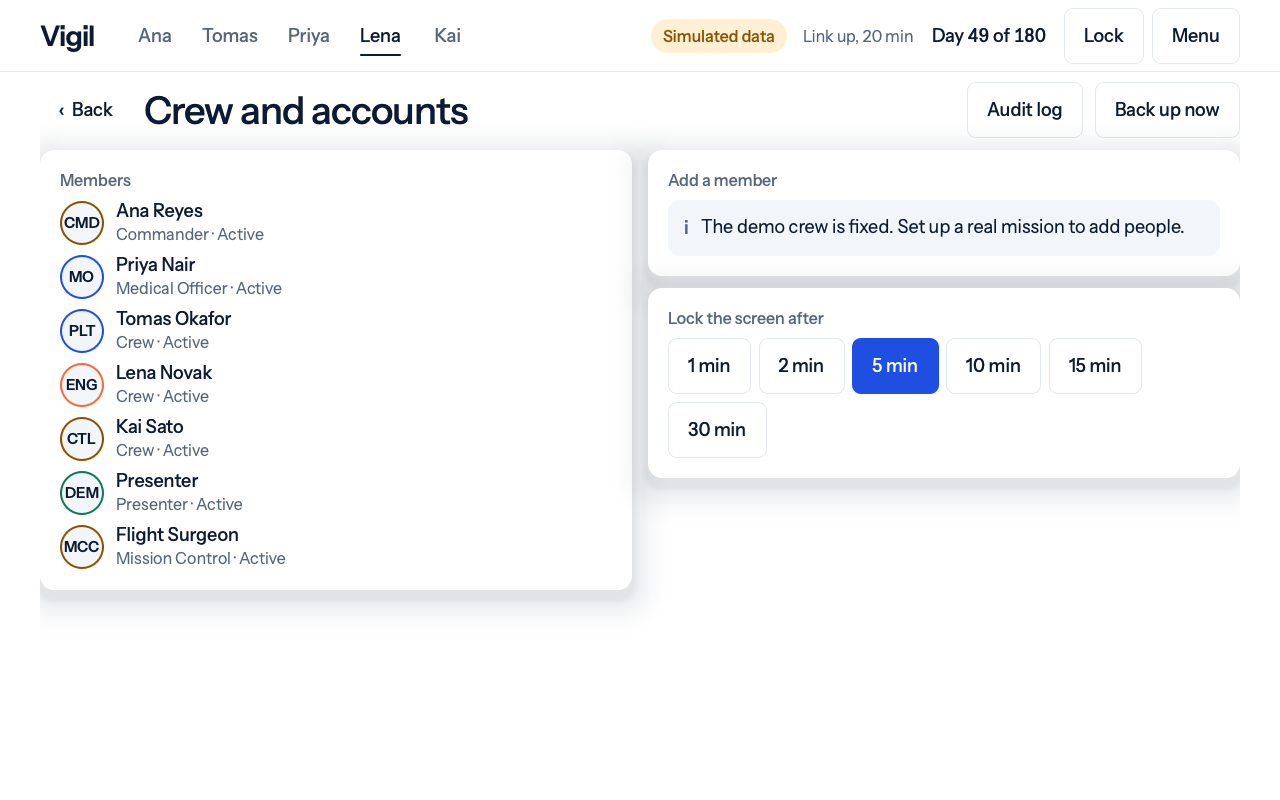 Vigil
Ana
Tomas
Priya
Lena
Kai
Simulated data
Link up, 20 min
Day 49 of 180
Lock
Menu
‹ Back
Crew and accounts
Audit log
Back up now
Members
CMD
Ana Reyes
Commander · Active
MO
Priya Nair
Medical Officer · Active
PLT
Tomas Okafor
Crew · Active
ENG
Lena Novak
Crew · Active
CTL
Kai Sato
Crew · Active
DEM
Presenter
Presenter · Active
MCC
Flight Surgeon
Mission Control · Active
Add a member
i The demo crew is fixed. Set up a real mission to add people.
Lock the screen after
1 min
2 min
5 min
10 min
15 min
30 min